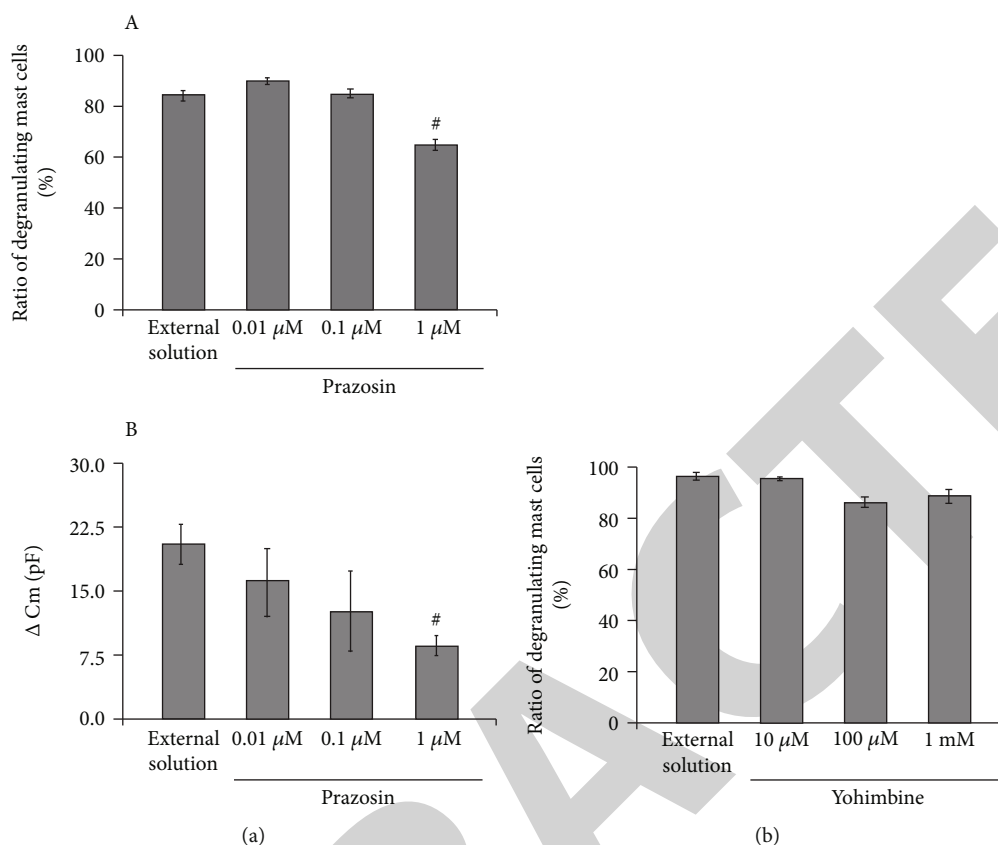 A
Ratio of degranulating mast cells
(%)
100
80
60
40
20
0
#
External
solution
0.01 μM
0.1 μM
1 μM
Prazosin
B
Δ Cm (pF)
30.0
22.5
15.0
7.5
0.0
#
External
solution
0.01 μM
0.1 μM
1 μM
Prazosin
(a)
Ratio of degranulating mast cells
(%)
100
80
60
40
20
0
External
solution
10 μM
100 μM
1 mM
Yohimbine
(b)